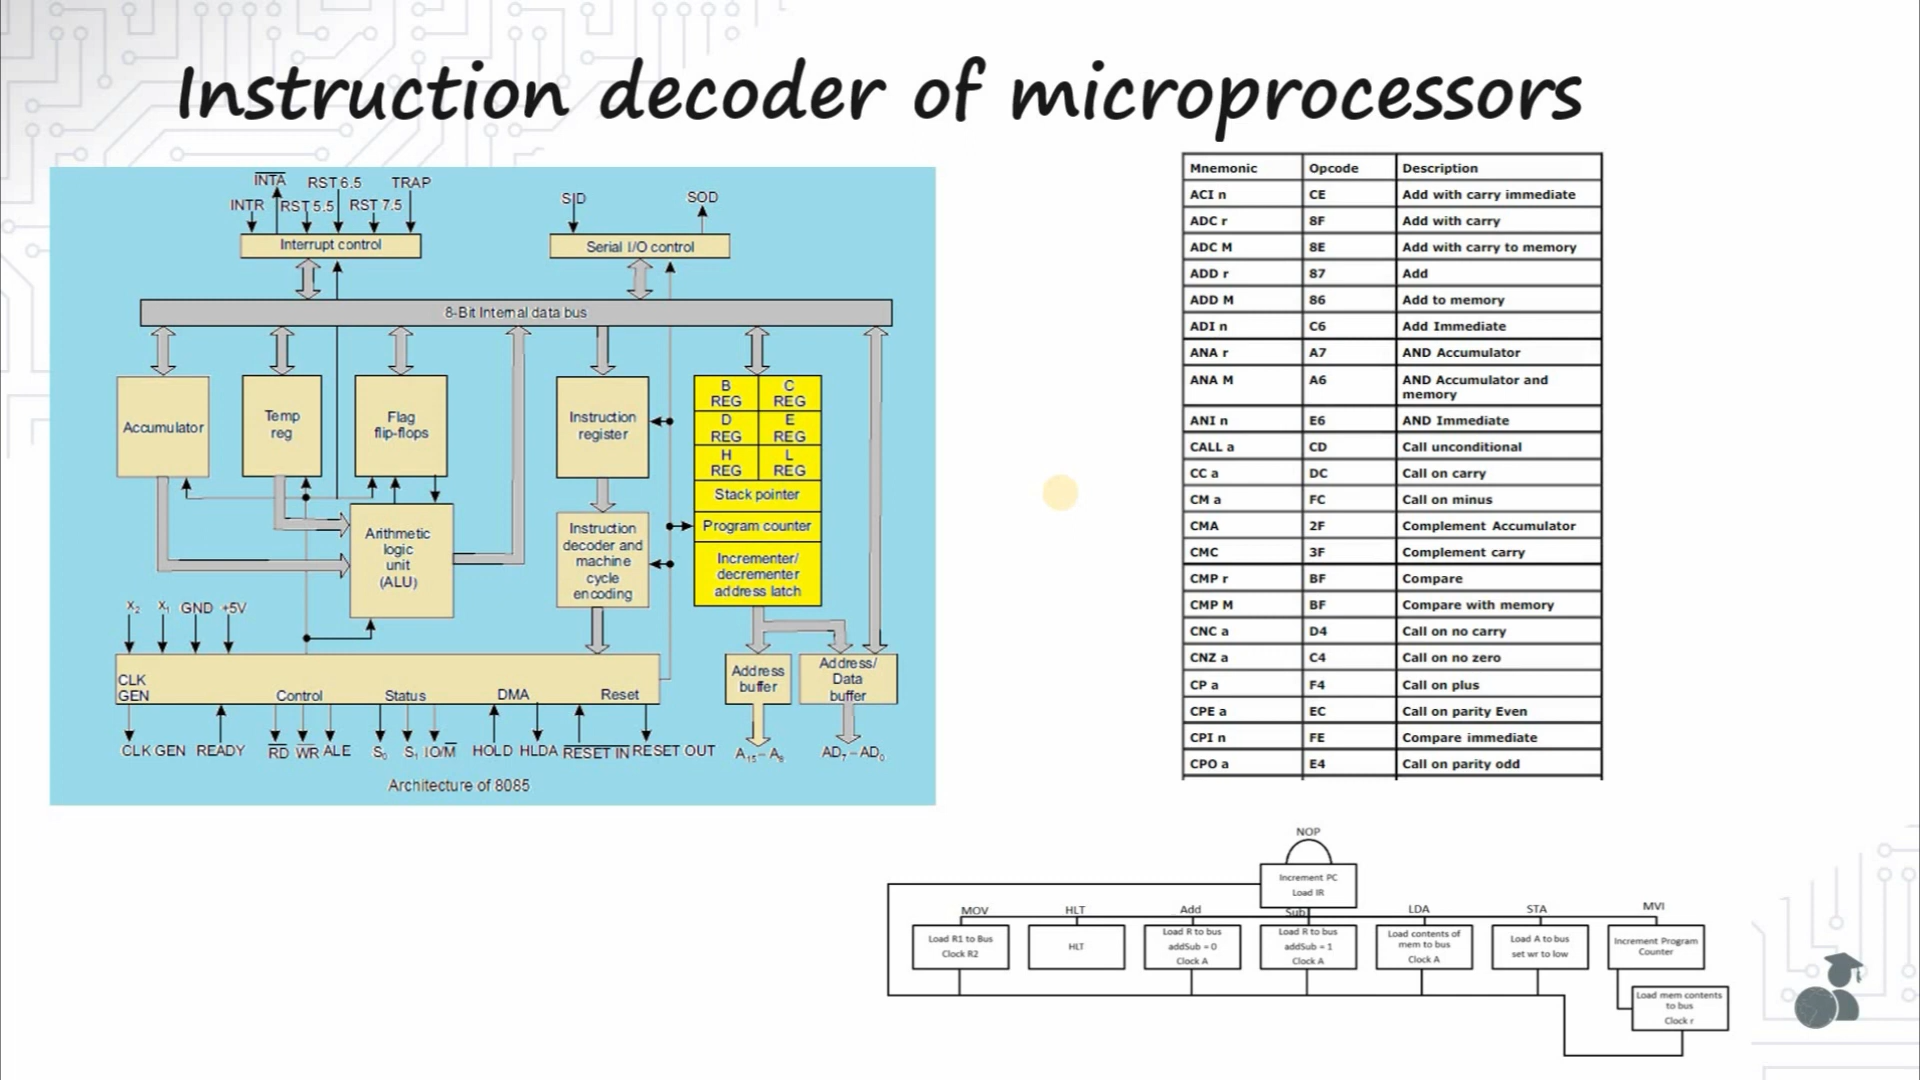 Instruction decoder of microprocessors
INTA RST 6.5 TRAP
INTR RST 5.5 RST 7.5
SID SOD
Interrupt control
Serial I/O control
8-Bit Internal data bus
Accumulator
Temp
reg
Flag
flip-flops
Instruction
register
B
REG
C
REG
D
REG
E
REG
H
REG
L
REG
Stack pointer
Program counter
Incrementer/
decrementer
address latch
Arithmetic
logic
unit
(ALU)
Instruction
decoder and
machine
cycle
encoding
X2 X1 GND +5V
CLK
GEN
Control Status DMA Reset
Address
buffer
Address/
Data
buffer
CLK GEN READY RD WR ALE S0 S1 IO/M HOLD HLDA RESET IN RESET OUT A15–A8 AD7–AD0
Architecture of 8085
Mnemonic Opcode Description
ACI n CE Add with carry immediate
ADC r 8F Add with carry
ADC M 8E Add with carry to memory
ADD r 87 Add
ADD M 86 Add to memory
ADI n C6 Add Immediate
ANA r A7 AND Accumulator
ANA M A6 AND Accumulator and
memory
ANI n E6 AND Immediate
CALL a CD Call unconditional
CC a DC Call on carry
CM a FC Call on minus
CMA 2F Complement Accumulator
CMC 3F Complement carry
CMP r BF Compare
CMP M BF Compare with memory
CNC a D4 Call on no carry
CNZ a C4 Call on no zero
CP a F4 Call on plus
CPE a EC Call on parity Even
CPI n FE Compare immediate
CPO a E4 Call on parity odd
NOP
Increment PC
Load IR
MOV HLT Add Sub LDA STA MVI
Load R1 to Bus
Clock R2
HLT
Load R to bus
addSub = 0
Clock A
Load R to bus
addSub = 1
Clock A
Load contents of
mem to bus
Clock A
Load A to bus
set wr to low
Increment Program
Counter
Load mem contents
to bus
Clock r